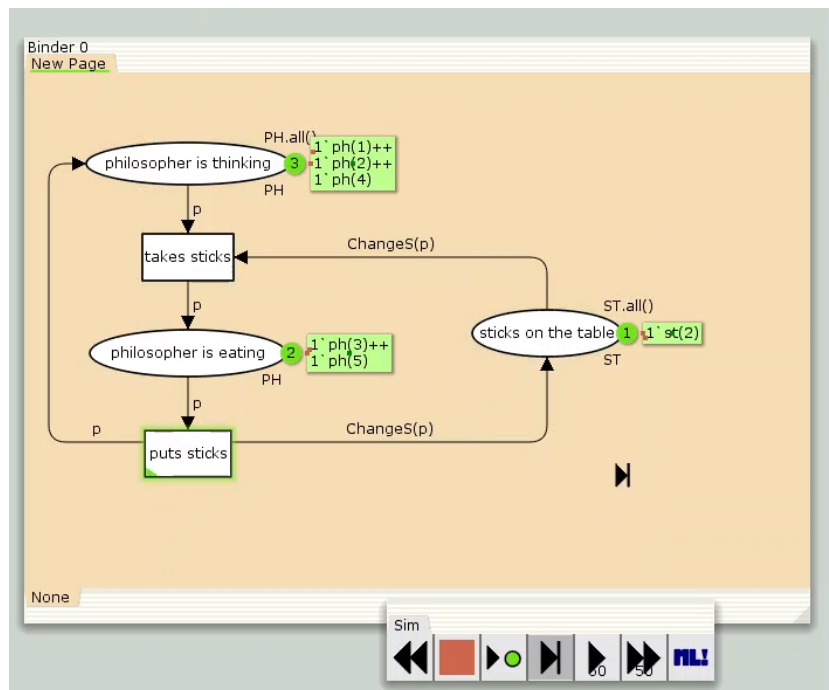 Binder 0
New Page
PH.all()
philosopher is thinking
3
1`ph(1)++
1`ph(2)++
1`ph(4)
PH
p
takes sticks
ChangeS(p)
p
ST.all()
sticks on the table
1
1`st(2)
ST
philosopher is eating
2
1`ph(3)++
1`ph(5)
PH
p
p
ChangeS(p)
puts sticks
None
Sim
50
50
ML!